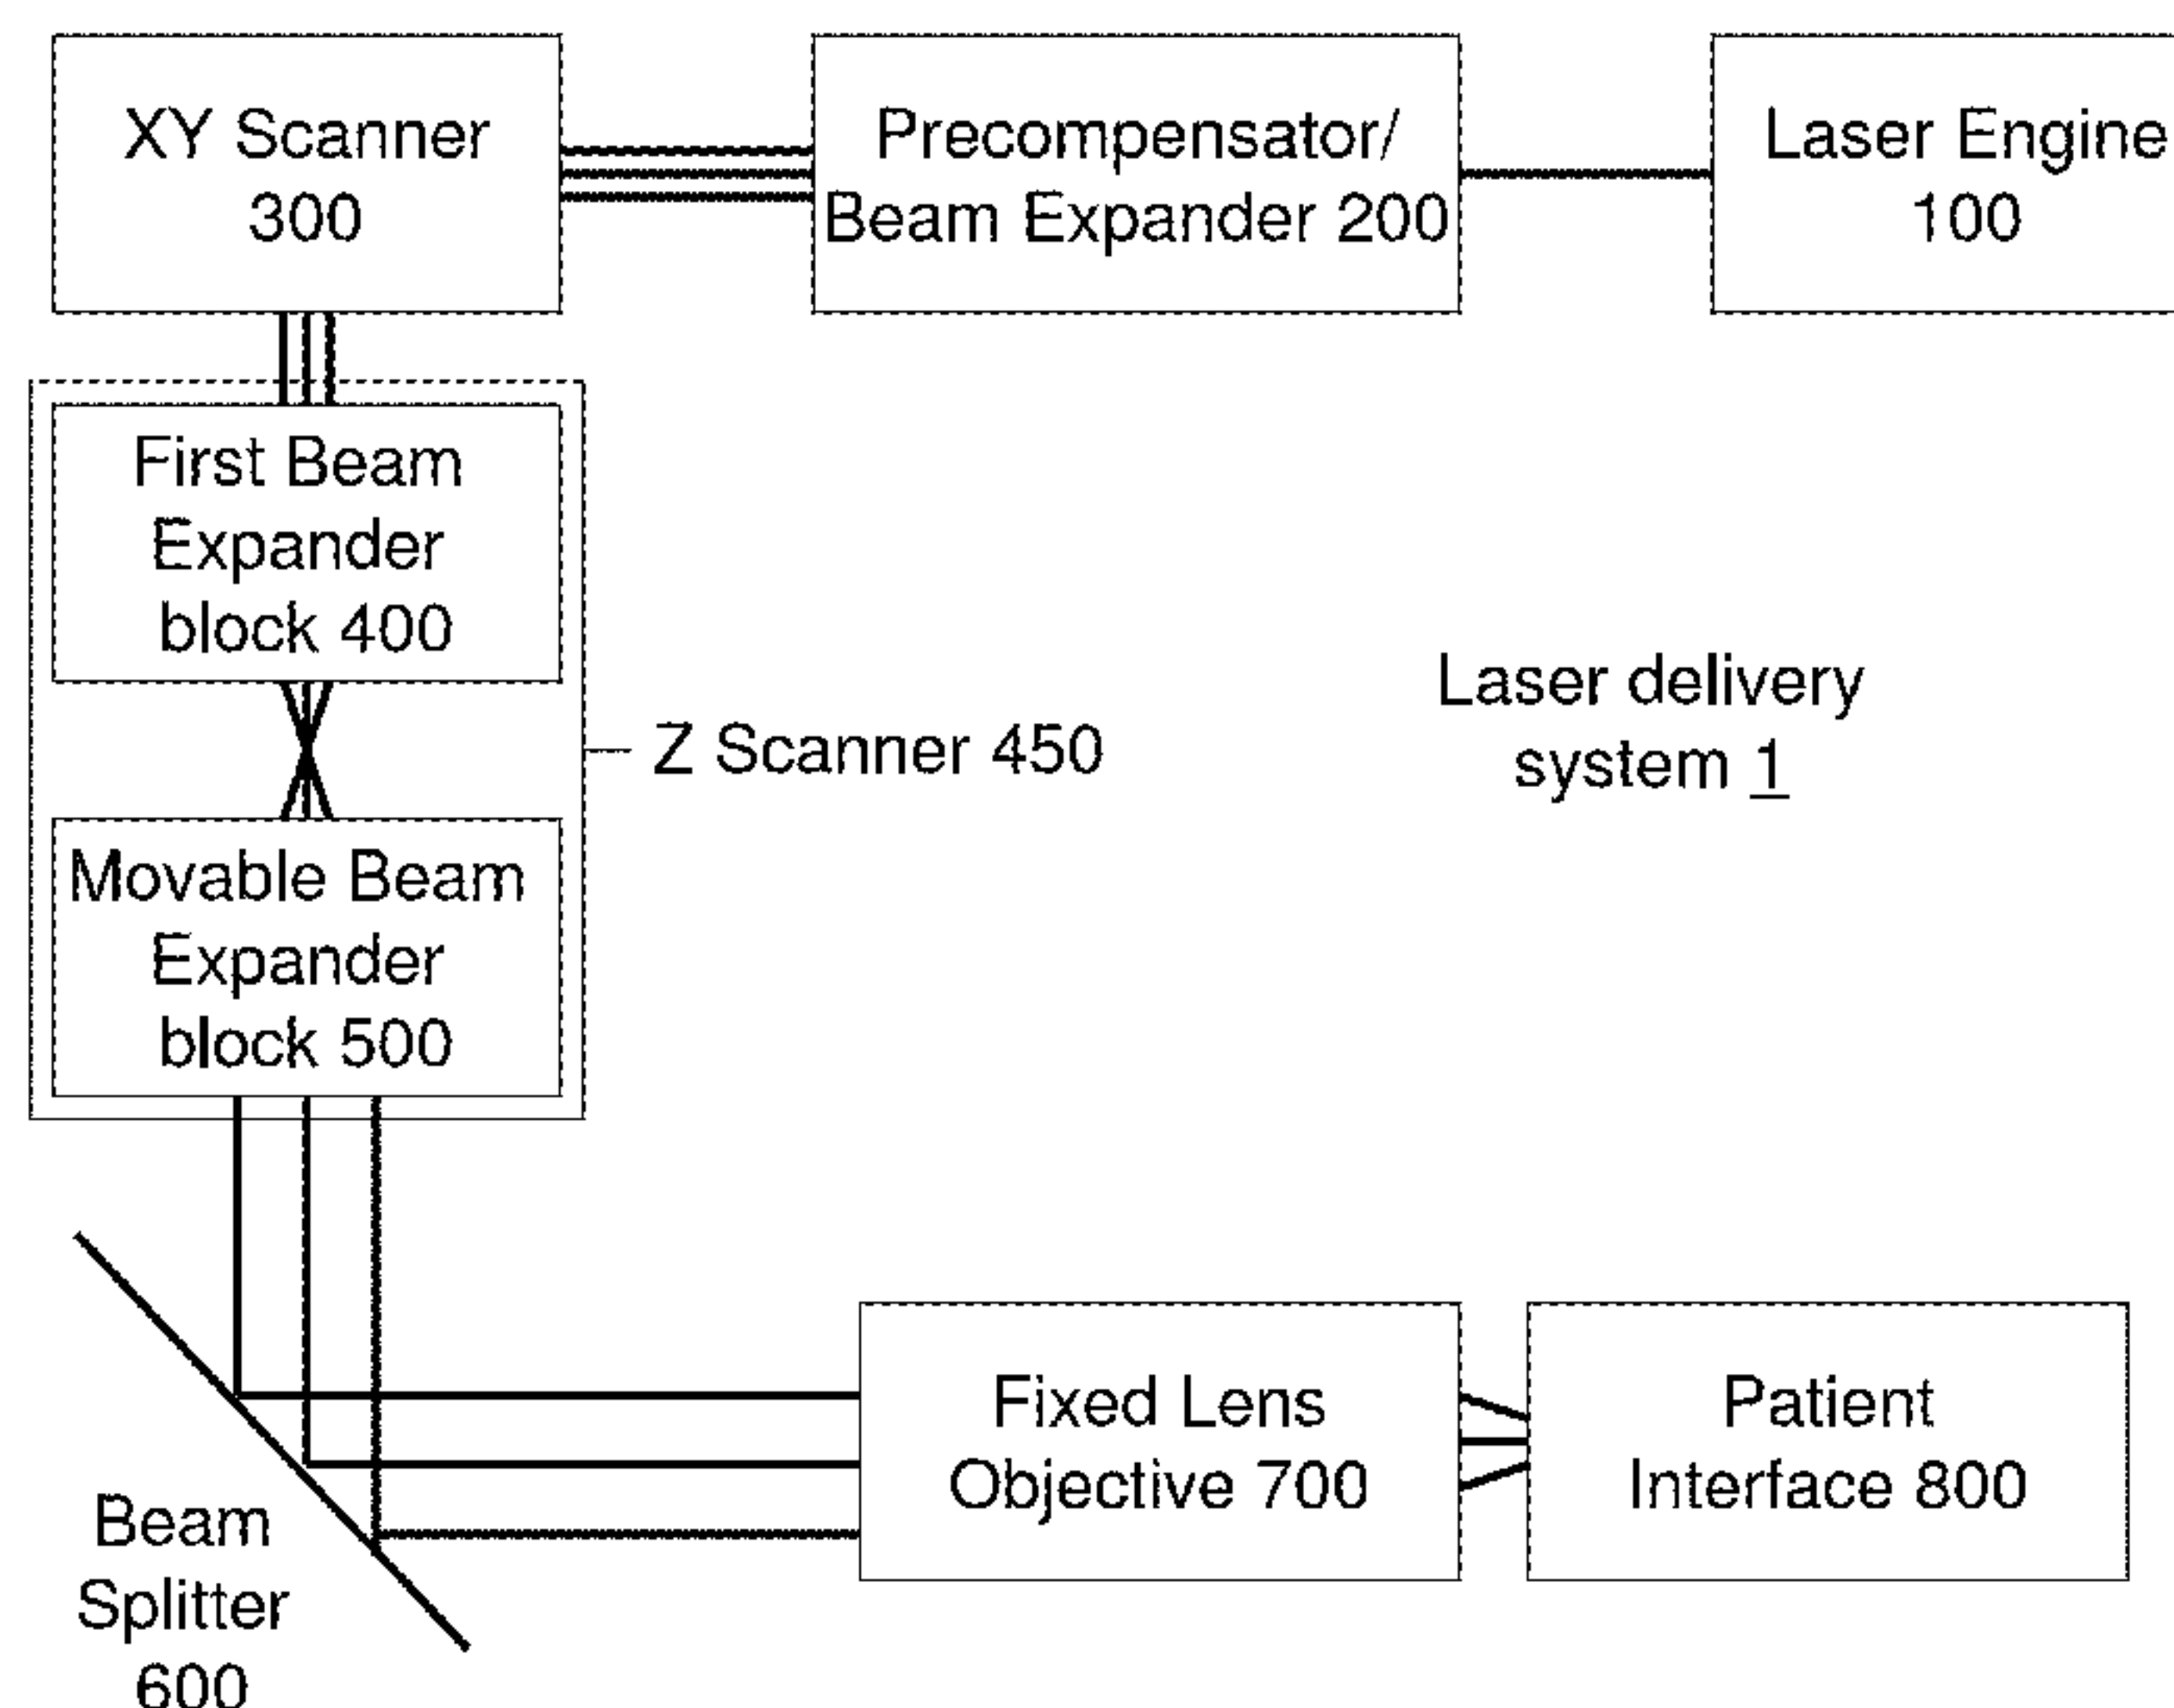 XY Scanner
300
Precompensator/
Beam Expander 200
Laser Engine
100
First Beam
Expander
block 400
Z Scanner 450
Laser delivery
system 1
Movable Beam
Expander
block 500
Beam
Splitter
600
Fixed Lens
Objective 700
Patient
Interface 800